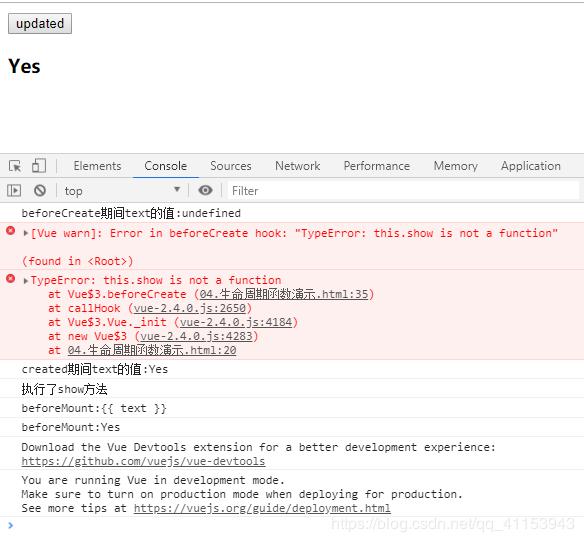 updated
Yes
Elements Console Sources Network Performance Memory Application
top Filter
beforeCreate期间text的值:undefined
[Vue warn]: Error in beforeCreate hook: "TypeError: this.show is not a function"
(found in <Root>)
TypeError: this.show is not a function
at Vue$3.beforeCreate (04.生命周期函数演示.html:35)
at callHook (vue-2.4.0.js:2650)
at Vue$3.Vue._init (vue-2.4.0.js:4184)
at new Vue$3 (vue-2.4.0.js:4283)
at 04.生命周期函数演示.html:20
created期间text的值:Yes
执行了show方法
beforeMount:{{ text }}
beforeMount:Yes
Download the Vue Devtools extension for a better development experience:
https://github.com/vuejs/vue-devtools
You are running Vue in development mode.
Make sure to turn on production mode when deploying for production.
See more tips at https://vuejs.org/guide/deployment.html
https://blog.csdn.net/qq_41153943